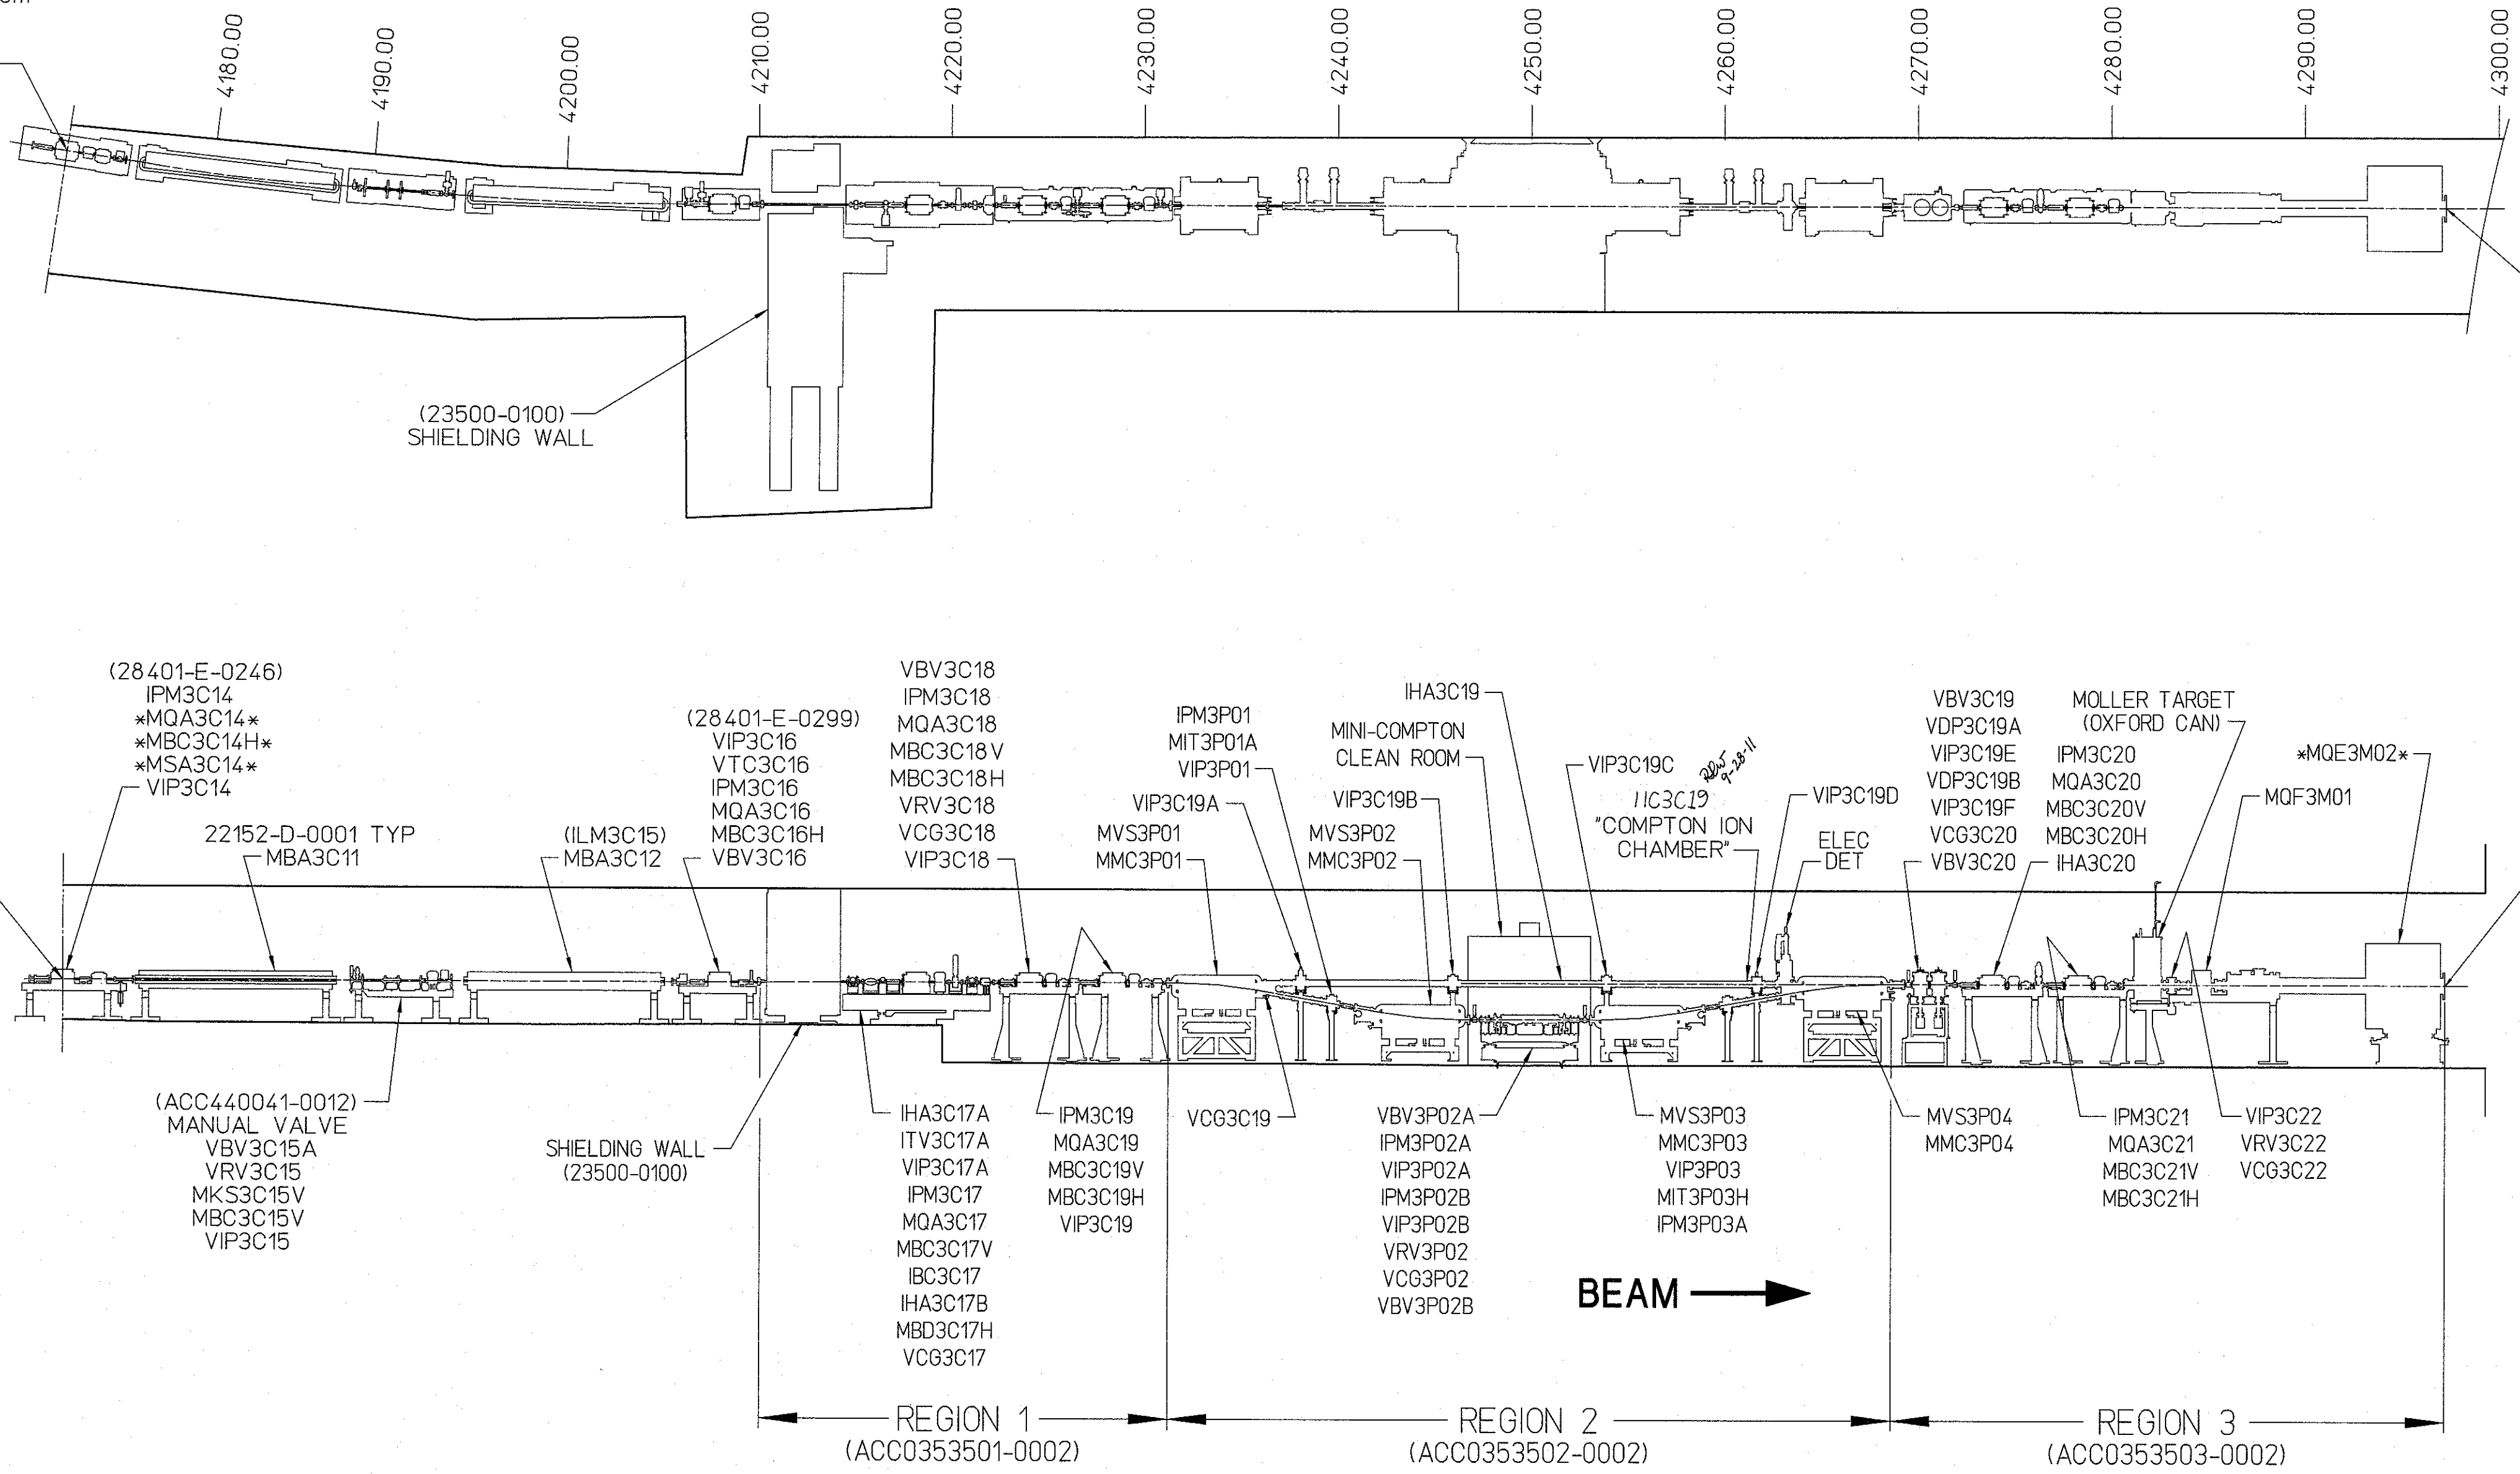 4180.00
4190.00
4200.00
4210.00
4220.00
4230.00
4240.00
4250.00
4260.00
4270.00
4280.00
4290.00
4300.00
(23500-0100)
SHIELDING WALL
(28401-E-0246)
IPM3C14
*MQA3C14*
*MBC3C14H*
*MSA3C14*
VIP3C14
22152-D-0001 TYP
MBA3C11
(ILM3C15)
MBA3C12
(28401-E-0299)
VIP3C16
VTC3C16
IPM3C16
MQA3C16
MBC3C16H
VBV3C16
VBV3C18
IPM3C18
MQA3C18
MBC3C18V
MBC3C18H
VRV3C18
VCG3C18
VIP3C18
IPM3P01
MIT3P01A
VIP3P01
VIP3C19A
MVS3P01
MMC3P01
IHA3C19
MINI-COMPTON
CLEAN ROOM
VIP3C19B
MVS3P02
MMC3P02
VIP3C19C
9-28-11
IIC3C19
"COMPTON ION
CHAMBER"
VIP3C19D
ELEC
DET
VBV3C19
VDP3C19A
VIP3C19E
VDP3C19B
VIP3C19F
VCG3C20
VBV3C20
MOLLER TARGET
(OXFORD CAN)
IPM3C20
MQA3C20
MBC3C20V
MBC3C20H
IHA3C20
*MQE3M02*
MQF3M01
(ACC440041-0012)
MANUAL VALVE
VBV3C15A
VRV3C15
MKS3C15V
MBC3C15V
VIP3C15
SHIELDING WALL
(23500-0100)
IHA3C17A
ITV3C17A
VIP3C17A
IPM3C17
MQA3C17
MBC3C17V
IBC3C17
IHA3C17B
MBD3C17H
VCG3C17
IPM3C19
MQA3C19
MBC3C19V
MBC3C19H
VIP3C19
VCG3C19
VBV3P02A
IPM3P02A
VIP3P02A
IPM3P02B
VIP3P02B
VRV3P02
VCG3P02
VBV3P02B
MVS3P03
MMC3P03
VIP3P03
MIT3P03H
IPM3P03A
MVS3P04
MMC3P04
IPM3C21
MQA3C21
MBC3C21V
MBC3C21H
VIP3C22
VRV3C22
VCG3C22
BEAM
REGION 1
(ACC0353501-0002)
REGION 2
(ACC0353502-0002)
REGION 3
(ACC0353503-0002)